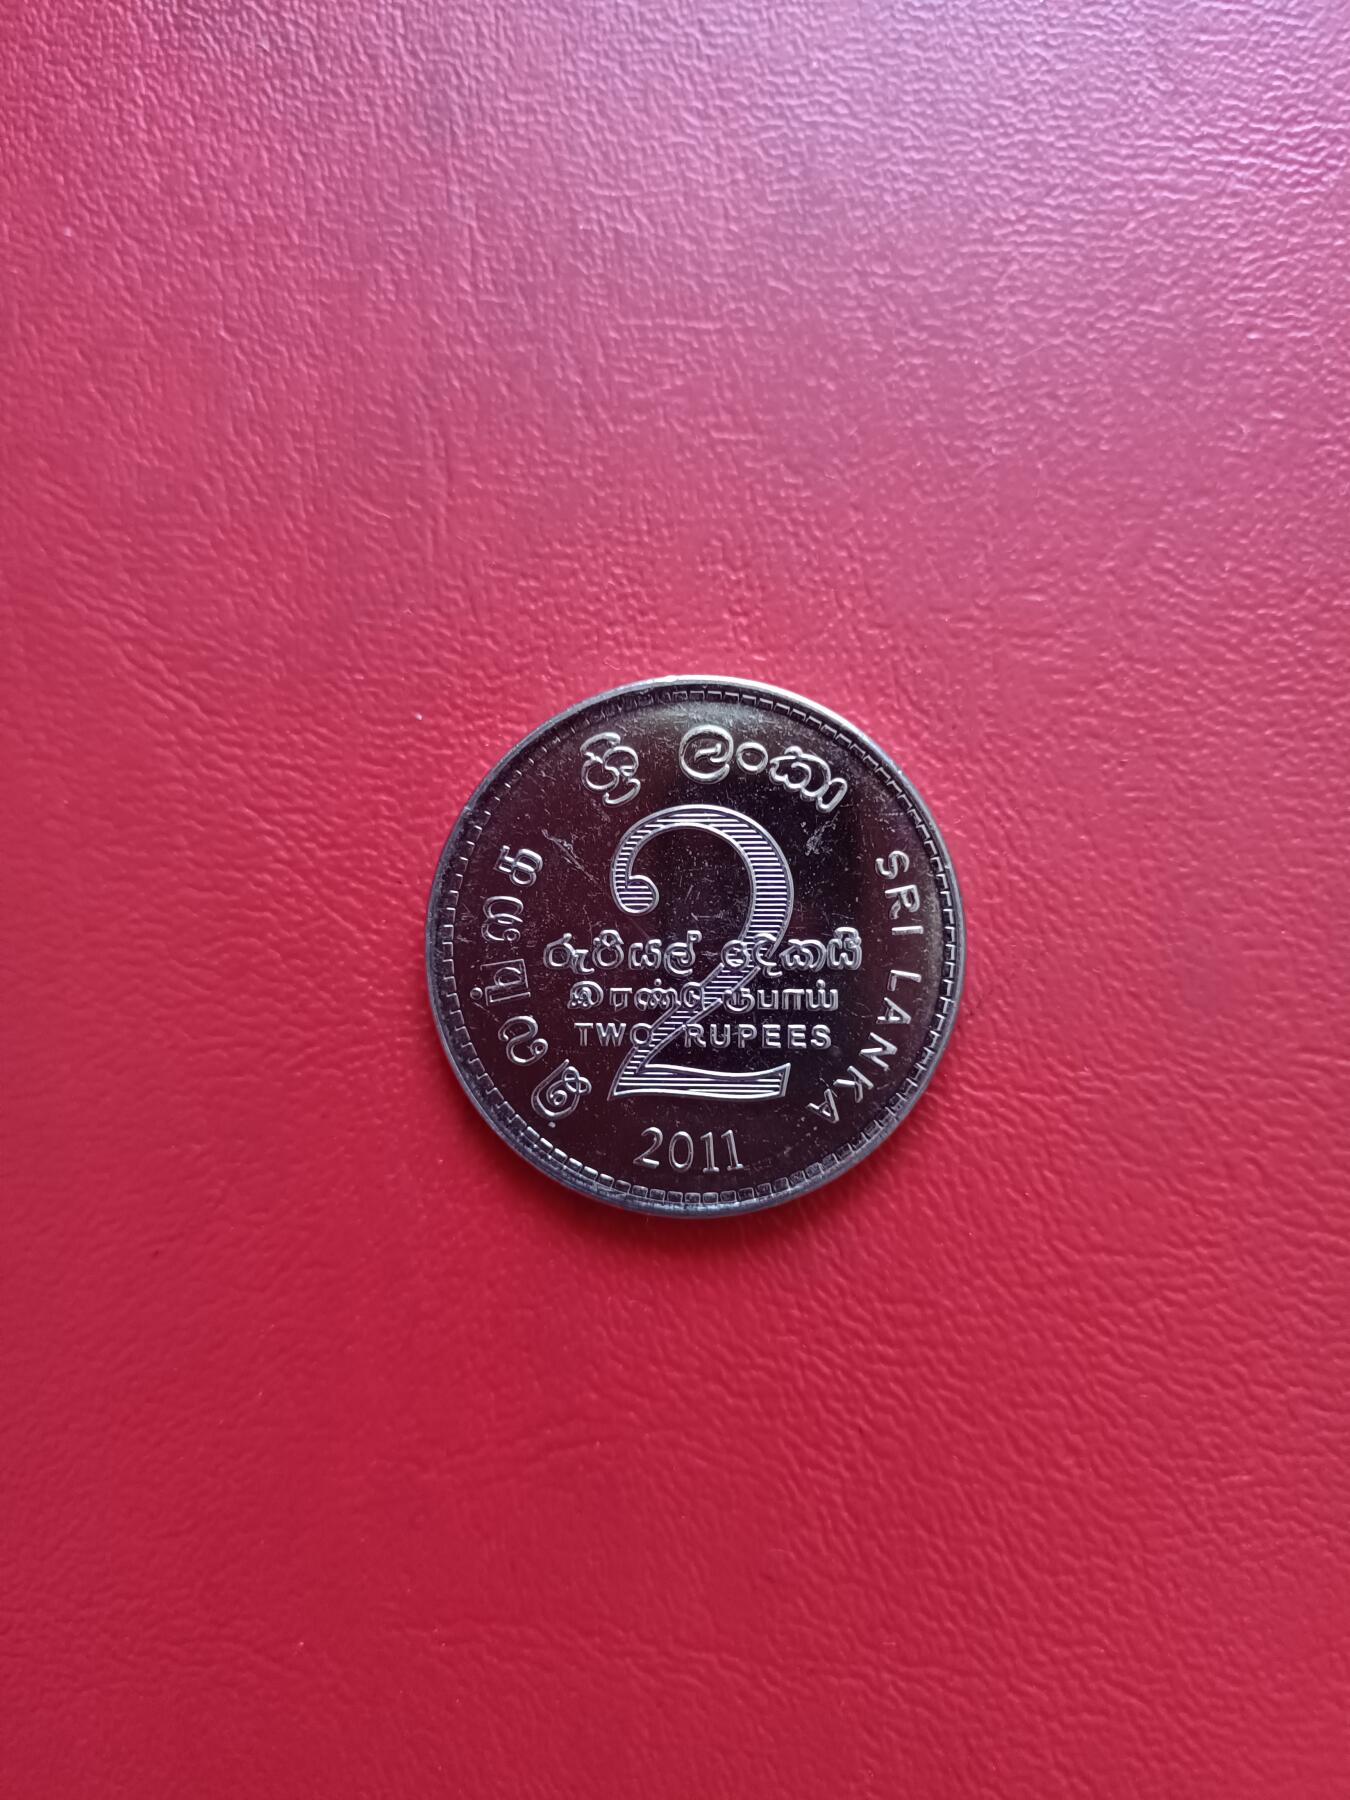 ශ්‍රී ලංකා
இலங்கை
SRI LANKA
2
රුපියල් දෙකයි
இரண்டு ரூபாய்
TWO RUPEES
2011